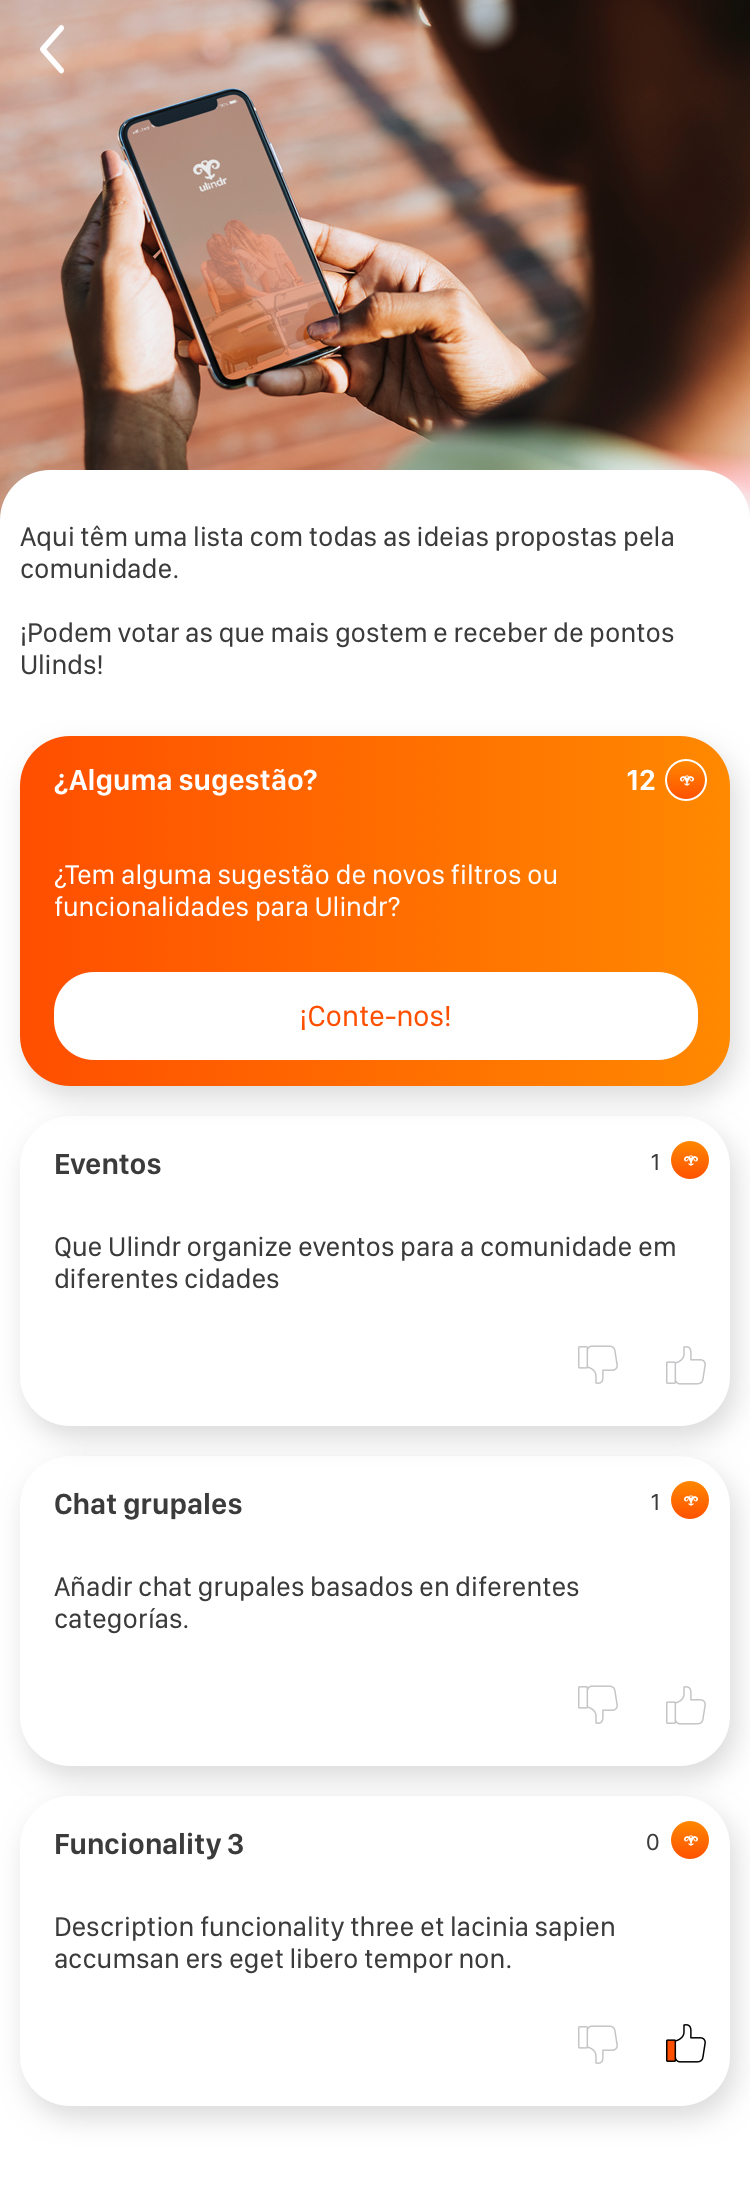 ulindr
Aqui têm uma lista com todas as ideias propostas pela
comunidade.
¡Podem votar as que mais gostem e receber de pontos
Ulinds!
¿Alguma sugestão?
12
¿Tem alguma sugestão de novos filtros ou
funcionalidades para Ulindr?
¡Conte-nos!
Eventos
1
Que Ulindr organize eventos para a comunidade em
diferentes cidades
Chat grupales
1
Añadir chat grupales basados en diferentes
categorías.
Funcionality 3
0
Description funcionality three et lacinia sapien
accumsan ers eget libero tempor non.